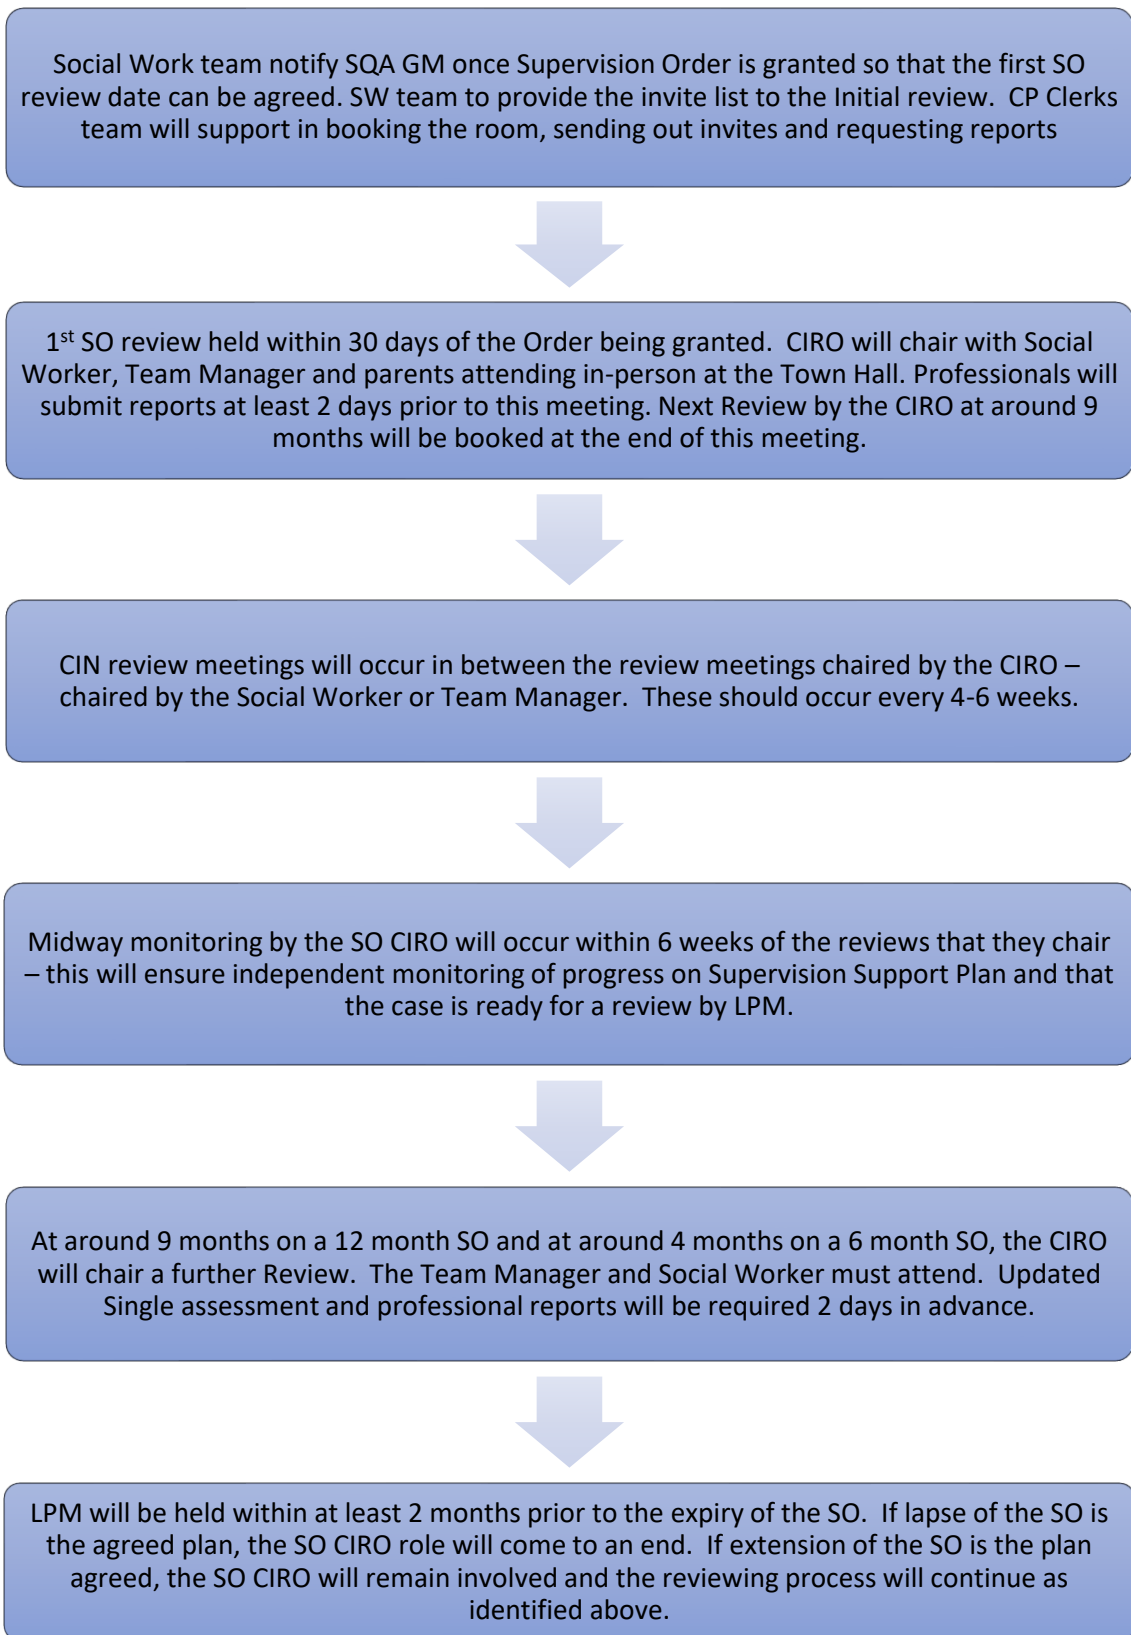 Social Work team notify SQA GM once Supervision Order is granted so that the first SO
review date can be agreed. SW team to provide the invite list to the Initial review. CP Clerks
team will support in booking the room, sending out invites and requesting reports
1st SO review held within 30 days of the Order being granted. CIRO will chair with Social
Worker, Team Manager and parents attending in-person at the Town Hall. Professionals will
submit reports at least 2 days prior to this meeting. Next Review by the CIRO at around 9
months will be booked at the end of this meeting.
CIN review meetings will occur in between the review meetings chaired by the CIRO –
chaired by the Social Worker or Team Manager. These should occur every 4-6 weeks.
Midway monitoring by the SO CIRO will occur within 6 weeks of the reviews that they chair
– this will ensure independent monitoring of progress on Supervision Support Plan and that
the case is ready for a review by LPM.
At around 9 months on a 12 month SO and at around 4 months on a 6 month SO, the CIRO
will chair a further Review. The Team Manager and Social Worker must attend. Updated
Single assessment and professional reports will be required 2 days in advance.
LPM will be held within at least 2 months prior to the expiry of the SO. If lapse of the SO is
the agreed plan, the SO CIRO role will come to an end. If extension of the SO is the plan
agreed, the SO CIRO will remain involved and the reviewing process will continue as
identified above.